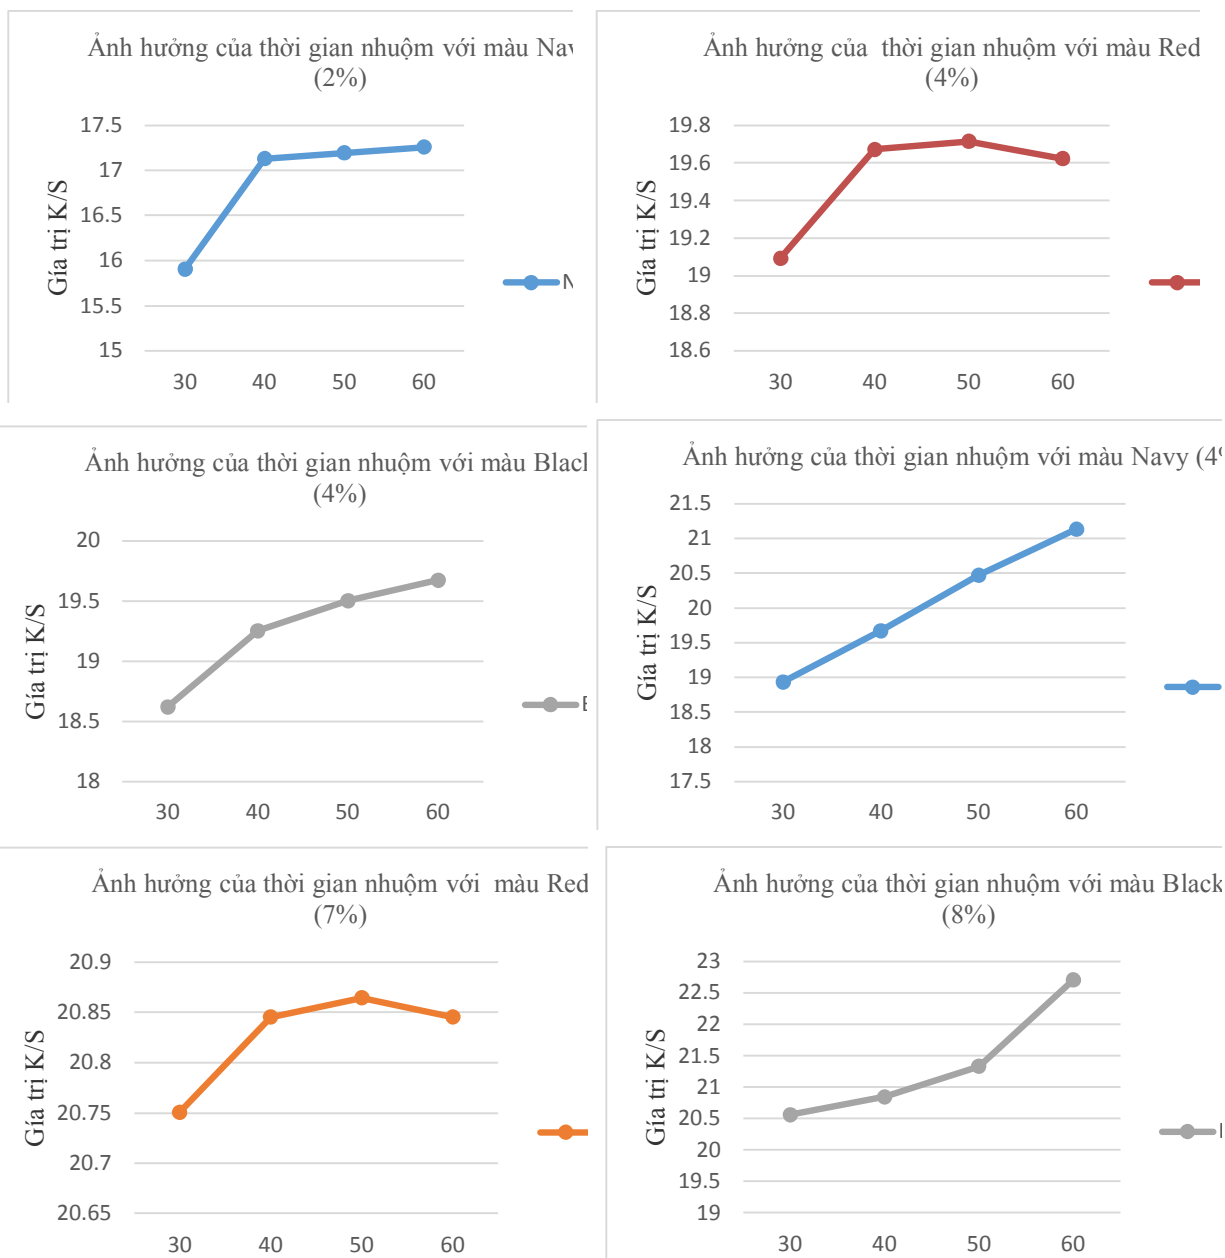 Ảnh hưởng của thời gian nhuộm với màu Nav
(2%)
17.5
17
16.5
16
15.5
15
Gía trị K/S
30 40 50 60
N
Ảnh hưởng của thời gian nhuộm với màu Red
(4%)
19.8
19.6
19.4
19.2
19
18.8
18.6
Gía trị K/S
30 40 50 60
Ảnh hưởng của thời gian nhuộm với màu Black
(4%)
20
19.5
19
18.5
18
Gía trị K/S
30 40 50 60
Ảnh hưởng của thời gian nhuộm với màu Navy (4%
21.5
21
20.5
20
19.5
19
18.5
18
17.5
Gía trị K/S
30 40 50 60
Ảnh hưởng của thời gian nhuộm với màu Red
(7%)
20.9
20.85
20.8
20.75
20.7
20.65
Gía trị K/S
30 40 50 60
Ảnh hưởng của thời gian nhuộm với màu Black
(8%)
23
22.5
22
21.5
21
20.5
20
19.5
19
Gía trị K/S
30 40 50 60